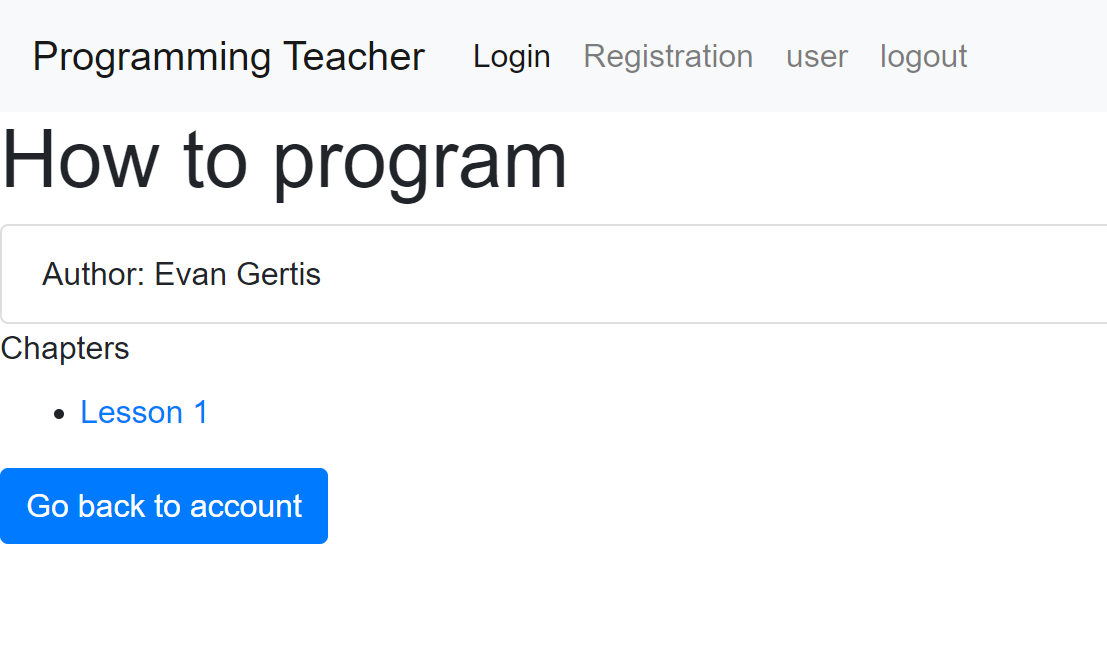 Programming Teacher Login Registration user logout
How to program
Author: Evan Gertis
Chapters
Lesson 1
Go back to account